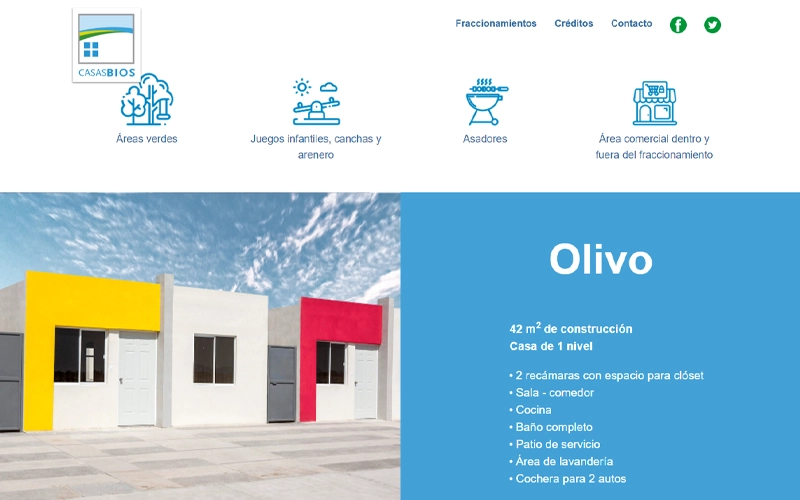 Fraccionamientos
Créditos
Contacto
CASASBIOS
Áreas verdes
Juegos infantiles, canchas y
arenero
Asadores
Área comercial dentro y
fuera del fraccionamiento
Olivo
42 m2 de construcción
Casa de 1 nivel
• 2 recámaras con espacio para clóset
• Sala - comedor
• Cocina
• Baño completo
• Patio de servicio
• Área de lavandería
• Cochera para 2 autos